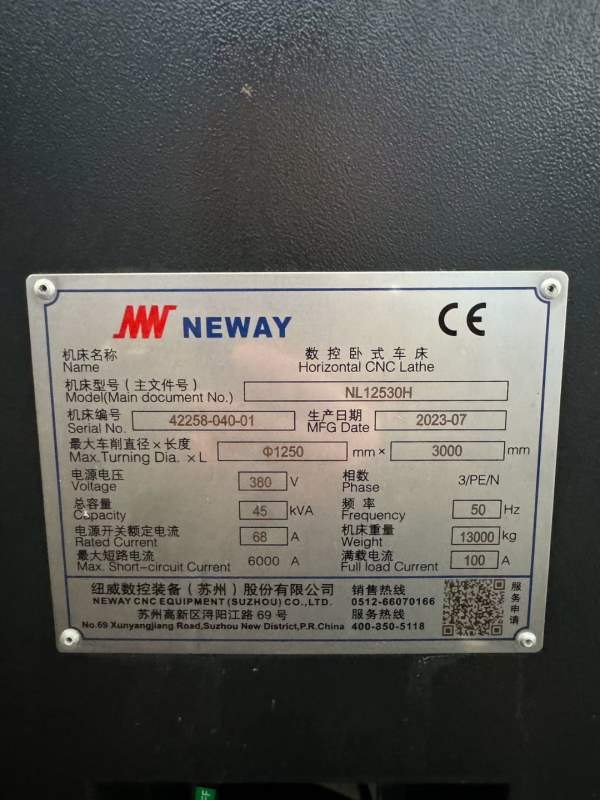 NEWAY CE
机床名称 数控卧式车床
Name Horizontal CNC Lathe
机床型号(主文件号)
Model(Main document No.) NL12530H
机床编号 生产日期
Serial No. 42258-040-01 MFG Date 2023-07
最大车削直径×长度
Max.Turning Dia. ×L Φ1250 mm× 3000 mm
电源电压 相数
Voltage 380 V Phase 3/PE/N
总容量 频率
Capacity 45 kVA Frequency 50 Hz
电源开关额定电流 机床重量
Rated Current 68 A Weight 13000 kg
最大短路电流 满载电流
Max. Short-circuit Current 6000 A Full load Current 100 A
纽威数控装备(苏州)股份有限公司 销售热线
NEWAY CNC EQUIPMENT(SUZHOU)CO.,LTD. 0512-66070166
苏州高新区浔阳江路 69 号 服务热线
No.69 Xunyangjiang Road,Suzhou New District,P.R.China 400-850-5118
服务申请